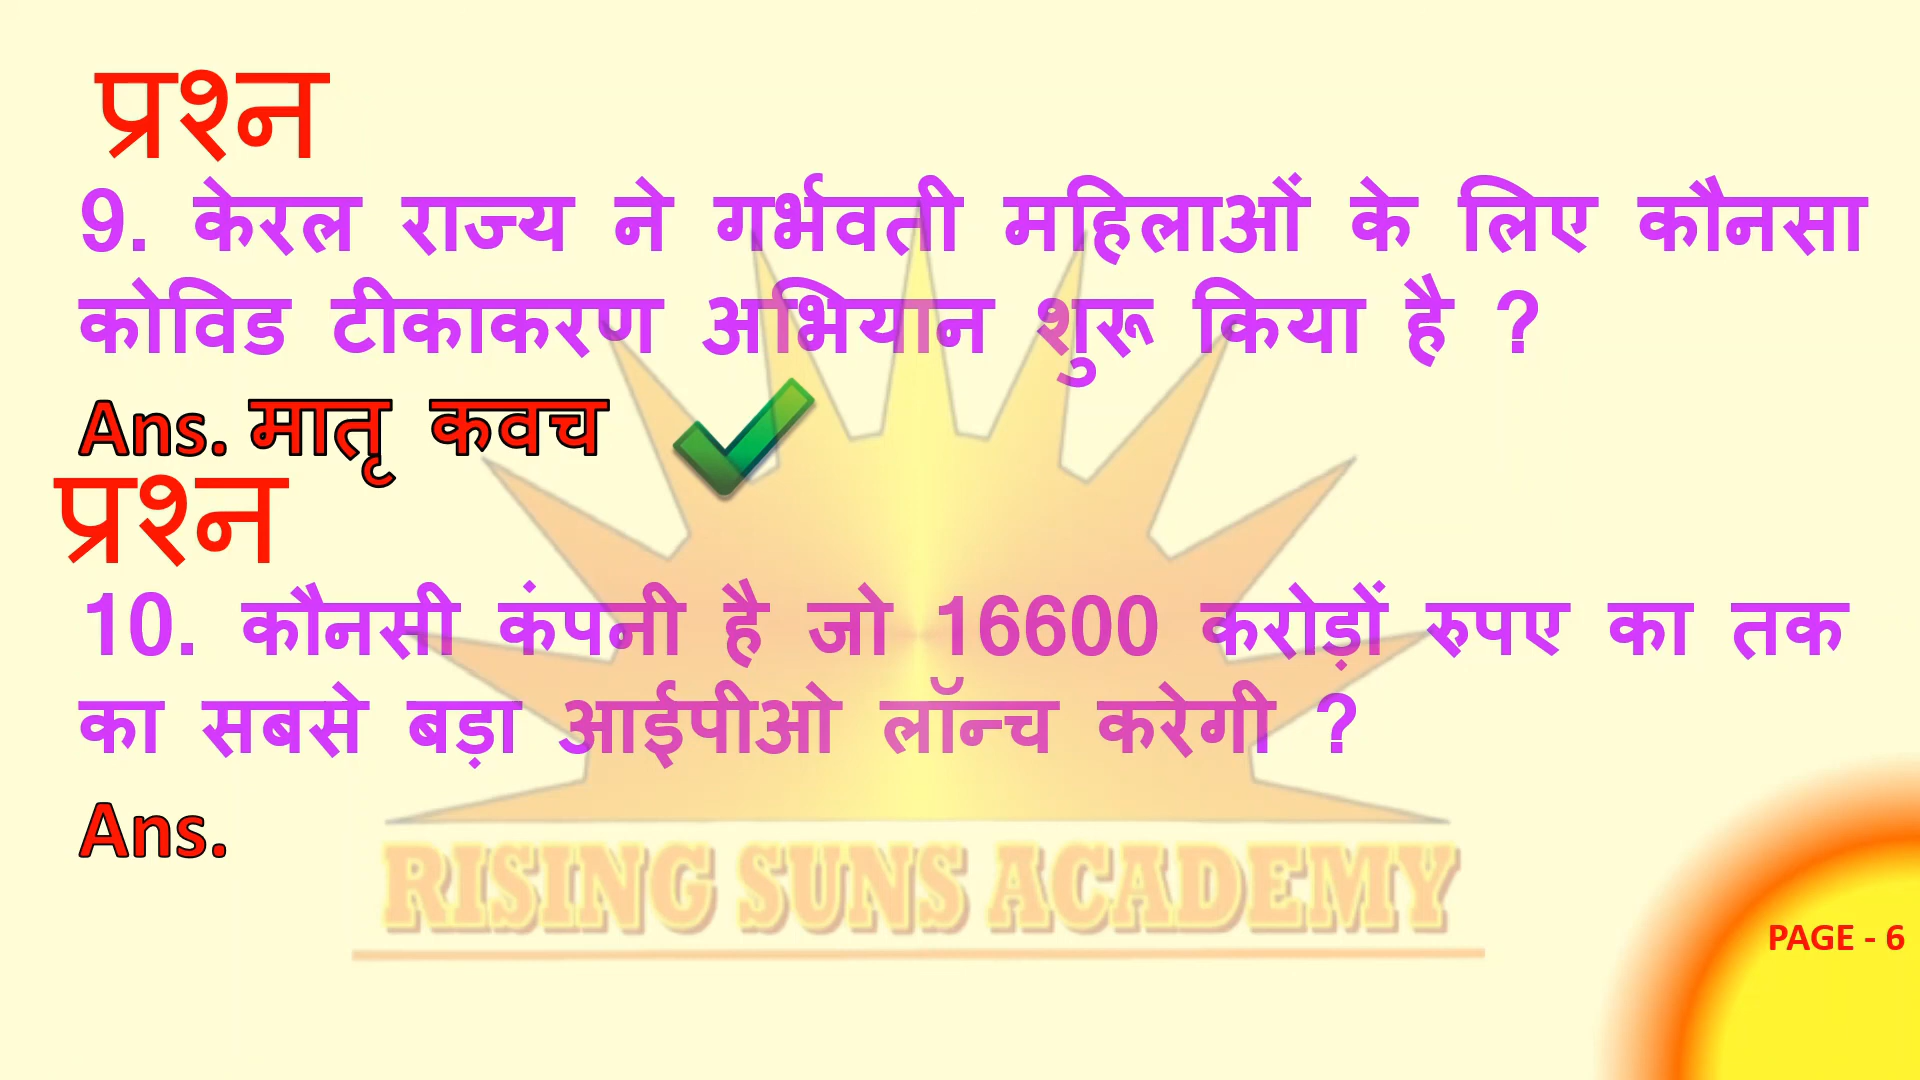 प्रश्न
9. केरल राज्य ने गर्भवती महिलाओं के लिए कौनसा
कोविड टीकाकरण अभियान शुरू किया है ?
Ans. मातृ कवच
प्रश्न
10. कौनसी कंपनी है जो 16600 करोड़ों रुपए का तक
का सबसे बड़ा आईपीओ लॉन्च करेगी ?
Ans.
RISING SUNS ACADEMY
PAGE - 6